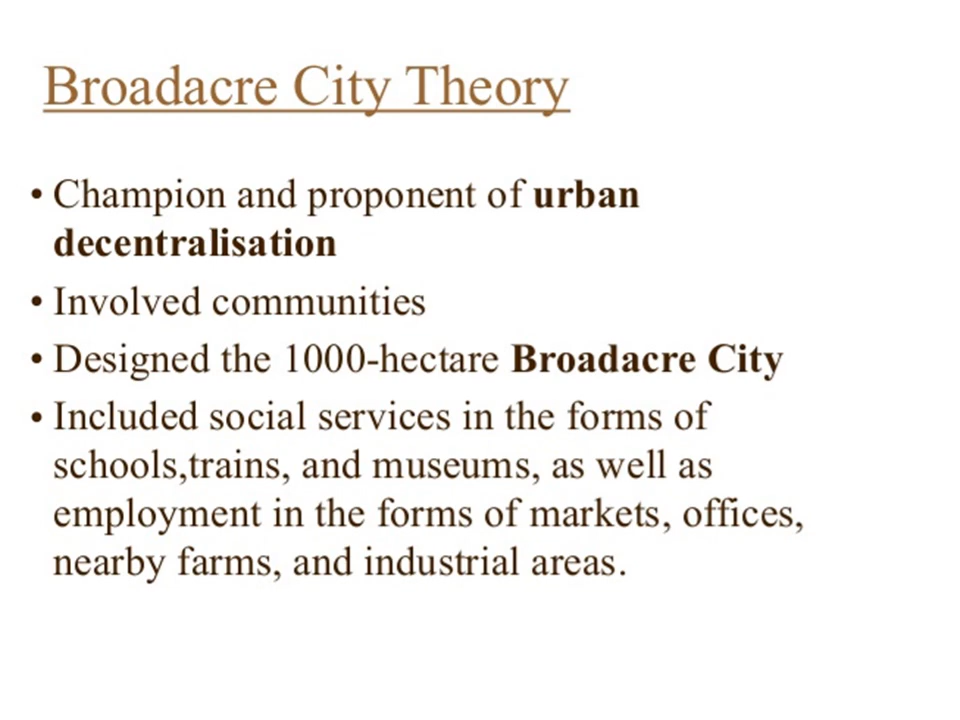 Broadacre City Theory
• Champion and proponent of urban
decentralisation
• Involved communities
• Designed the 1000-hectare Broadacre City
• Included social services in the forms of
schools,trains, and museums, as well as
employment in the forms of markets, offices,
nearby farms, and industrial areas.